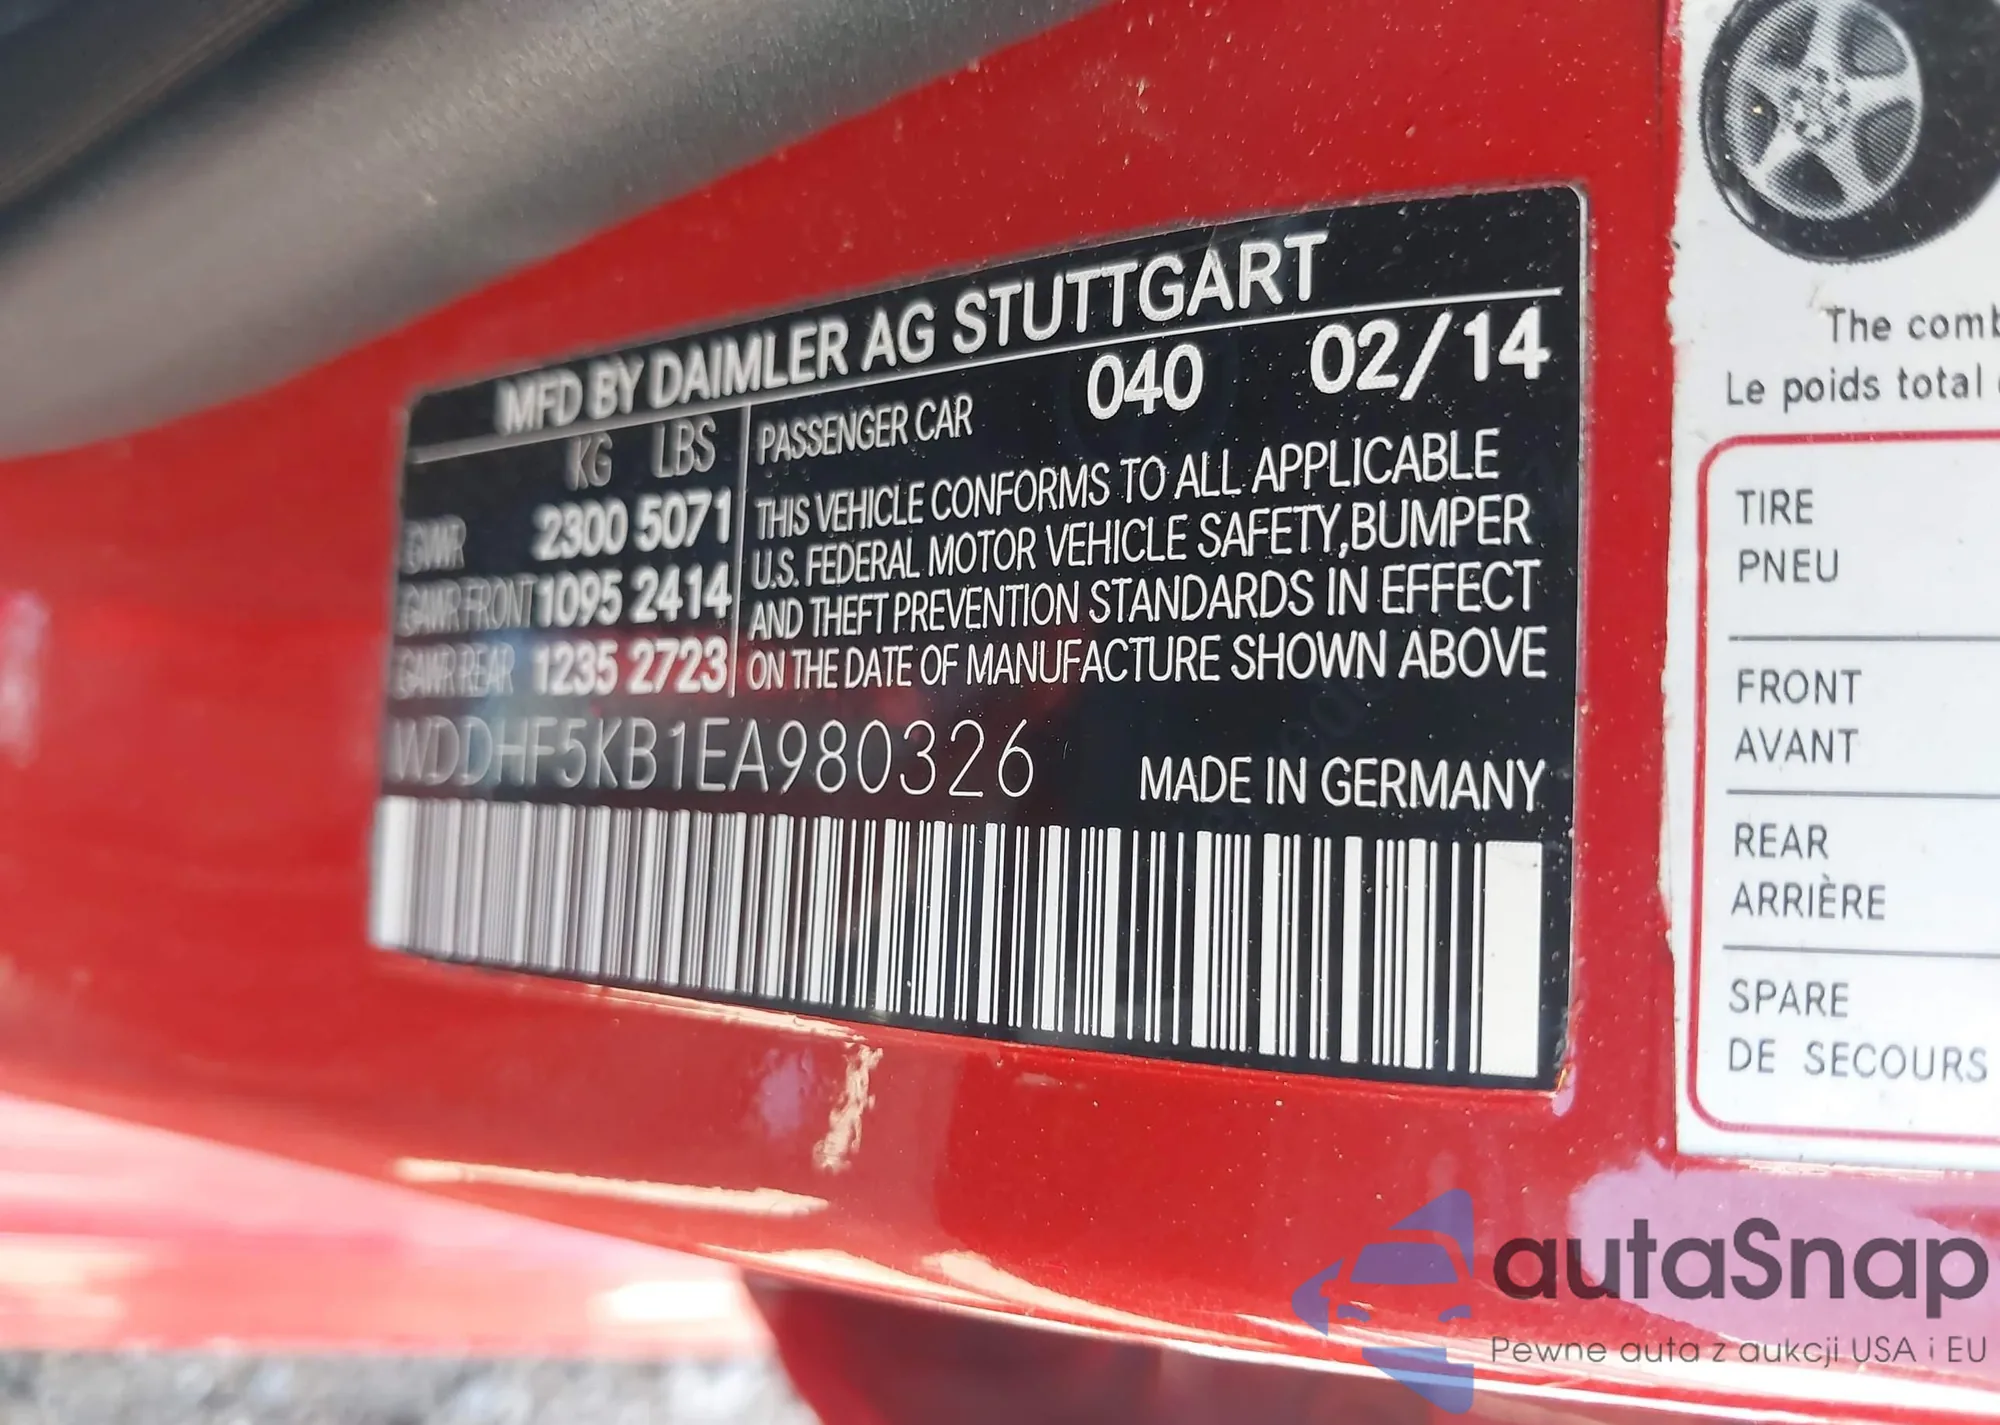 MFD BY DAIMLER AG STUTTGART
KG LBS
GWR 2300 5071
GAWR FRONT 1095 2414
GAWR REAR 1235 2723
PASSENGER CAR 040 02/14
THIS VEHICLE CONFORMS TO ALL APPLICABLE
U.S. FEDERAL MOTOR VEHICLE SAFETY,BUMPER
AND THEFT PREVENTION STANDARDS IN EFFECT
ON THE DATE OF MANUFACTURE SHOWN ABOVE
WDDHF5KB1EA980326
MADE IN GERMANY
The comb
Le poids total
TIRE
PNEU
FRONT
AVANT
REAR
ARRIÈRE
SPARE
DE SECOURS
autaSnap
Pewne auta z aukcji USA i EU